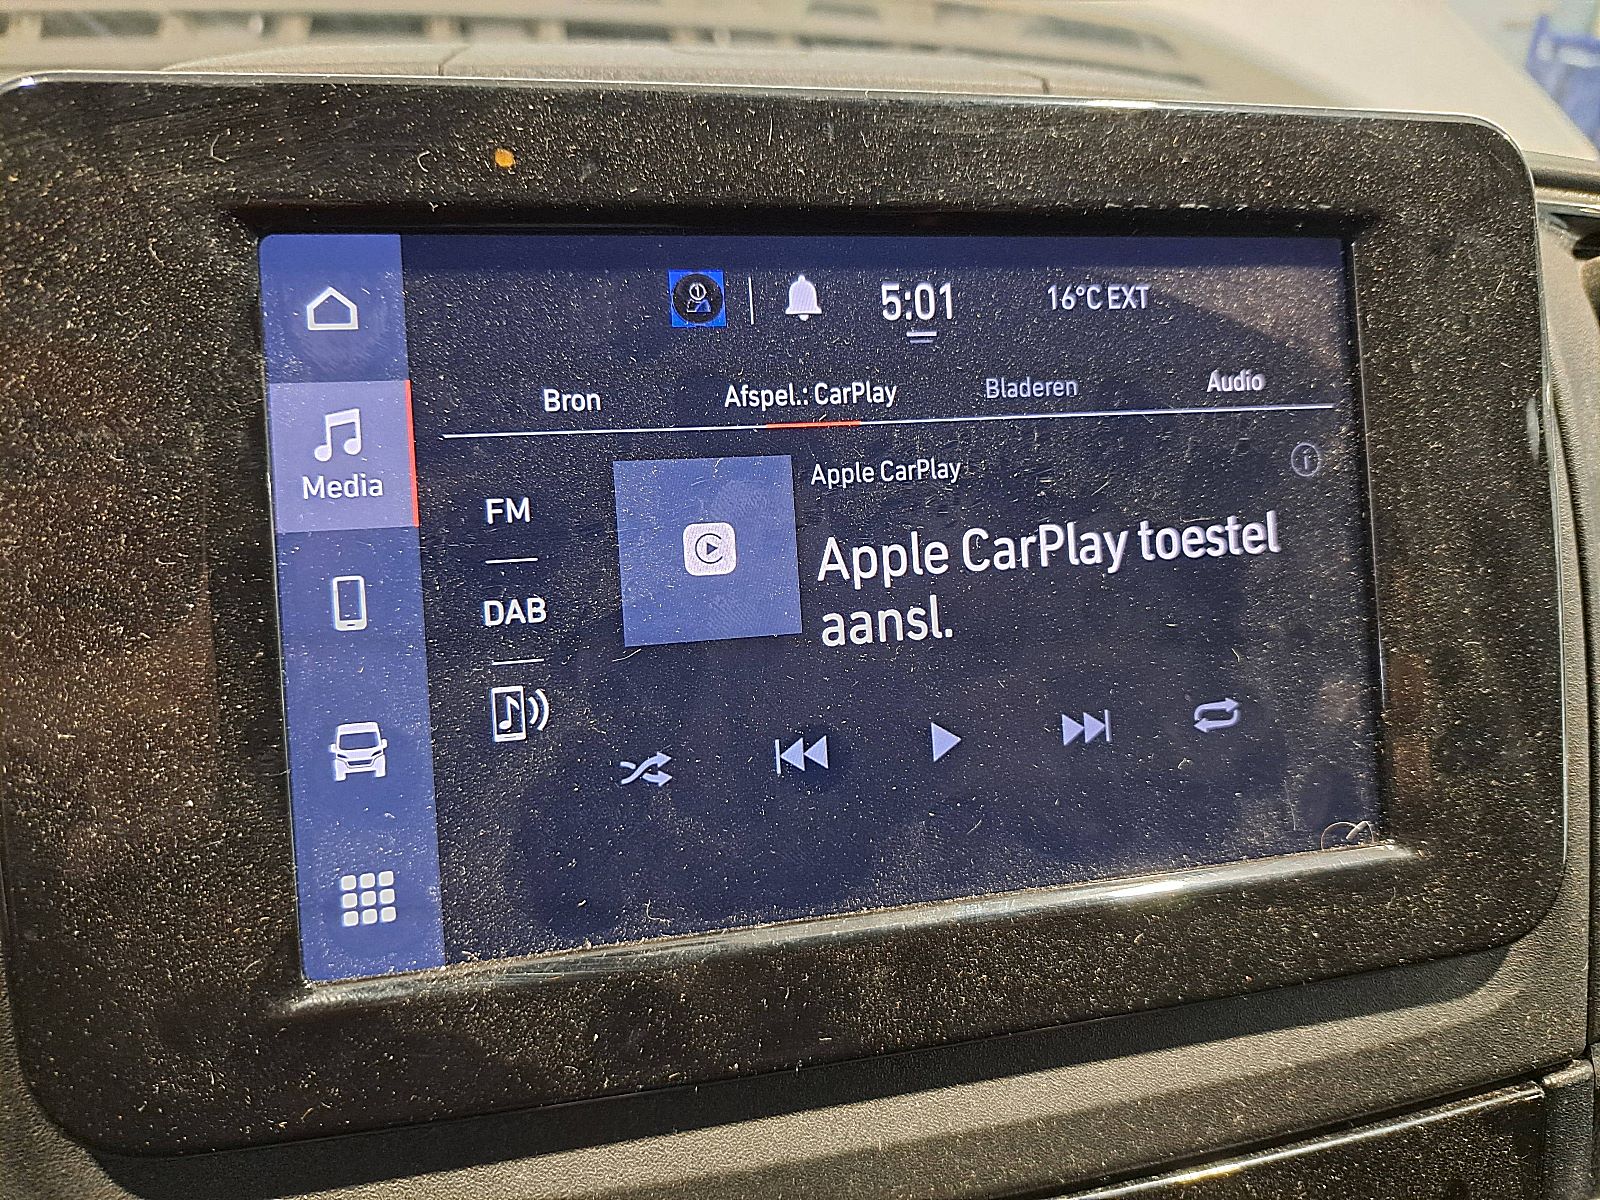 5:01
16°C EXT
Bron
Afspel.: CarPlay
Bladeren
Audio
Media
FM
DAB
Apple CarPlay
Apple CarPlay toestel
aansl.